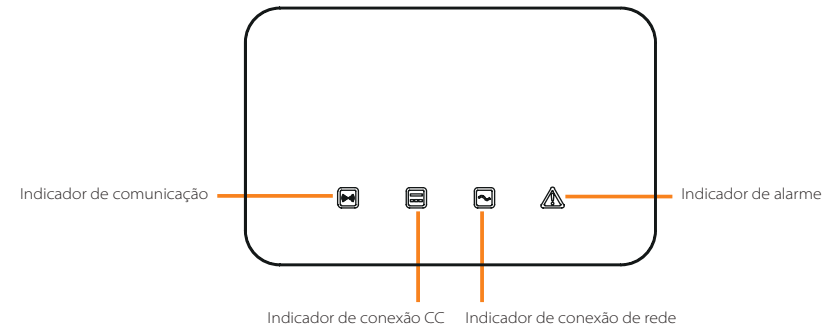 Indicador de comunicação
Indicador de alarme
Indicador de conexão CC
Indicador de conexão de rede